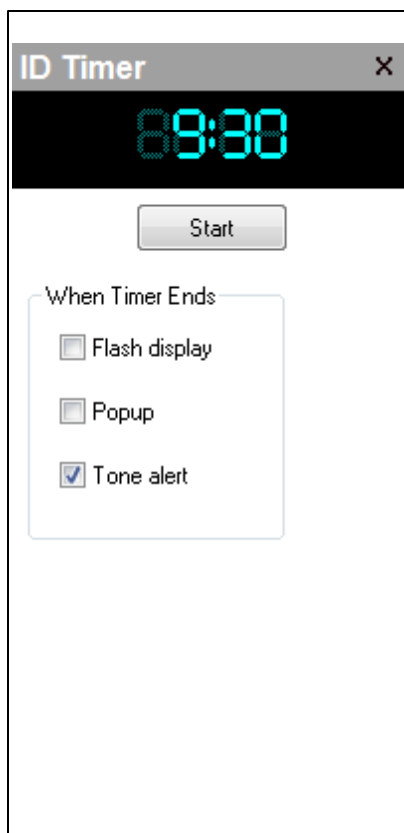 ID Timer X
9:30
Start
When Timer Ends
Flash display
Popup
Tone alert